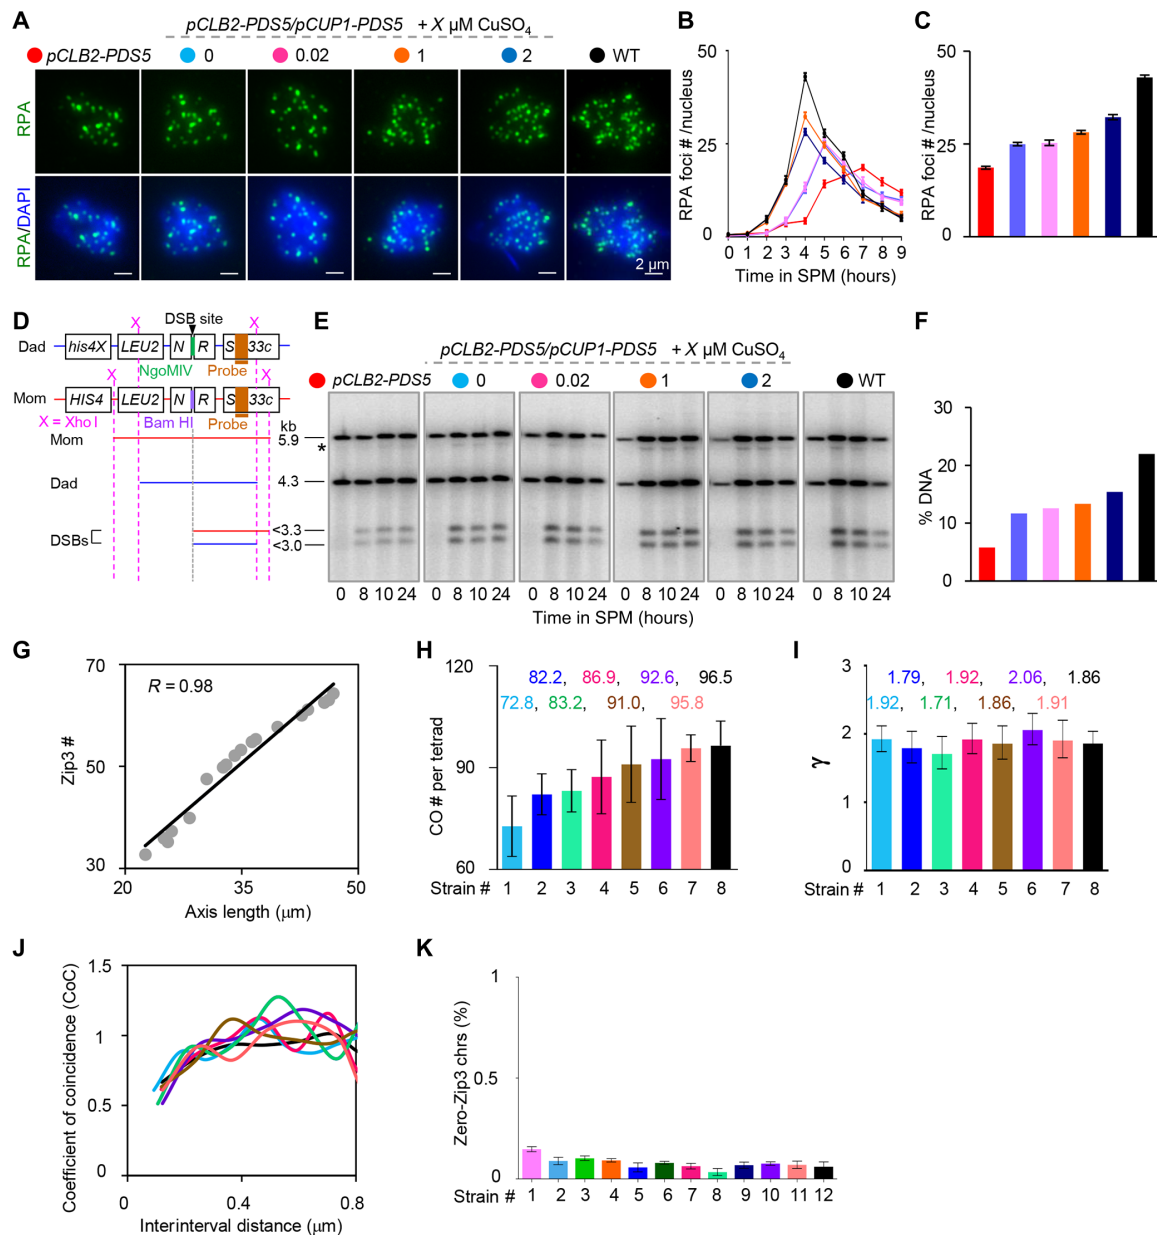 A
pCLB2-PDS5/pCUP1-PDS5 + X μM CuSO4
pCLB2-PDS5 0 0.02 1 2 WT
RPA
RPA/DAPI
2 μm
B
RPA foci # /nucleus
50
25
0
0 1 2 3 4 5 6 7 8 9
Time in SPM (hours)
C
RPA foci # /nucleus
50
25
0
D
X DSB site X
Dad his4X LEU2 N R S 33c
NgoMIV Probe
X X
Mom HIS4 LEU2 N R S 33c
X = Xho I Bam HI Probe
kb
Mom 5.9
*
Dad 4.3
DSBs <3.3
<3.0
E
pCLB2-PDS5/pCUP1-PDS5 + X μM CuSO4
pCLB2-PDS5 0 0.02 1 2 WT
0 8 10 24 0 8 10 24 0 8 10 24 0 8 10 24 0 8 10 24 0 8 10 24
Time in SPM (hours)
F
% DNA
30
20
10
0
G
R = 0.98
Zip3 #
70
50
30
20 35 50
Axis length (μm)
H
CO # per tetrad
120
90
60
82.2, 86.9, 92.6, 96.5
72.8, 83.2, 91.0, 95.8
Strain # 1 2 3 4 5 6 7 8
I
γ
3
2
1
0
1.79, 1.92, 2.06, 1.86
1.92, 1.71, 1.86, 1.91
Strain # 1 2 3 4 5 6 7 8
J
Coefficient of coincidence (CoC)
1.5
1
0.5
0
0 0.4 0.8
Interinterval distance (μm)
K
Zero-Zip3 chrs (%)
1
0.5
0
Strain # 1 2 3 4 5 6 7 8 9 10 11 12